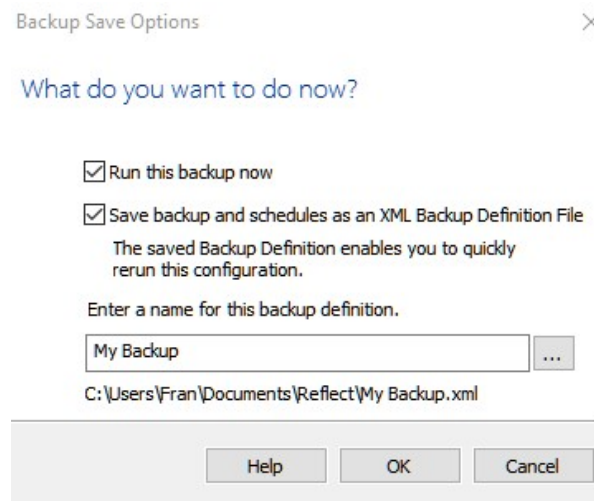 Backup Save Options
What do you want to do now?
Run this backup now
Save backup and schedules as an XML Backup Definition File
The saved Backup Definition enables you to quickly
rerun this configuration.
Enter a name for this backup definition.
My Backup
...
C:\Users\Fran\Documents\Reflect\My Backup.xml
Help OK Cancel